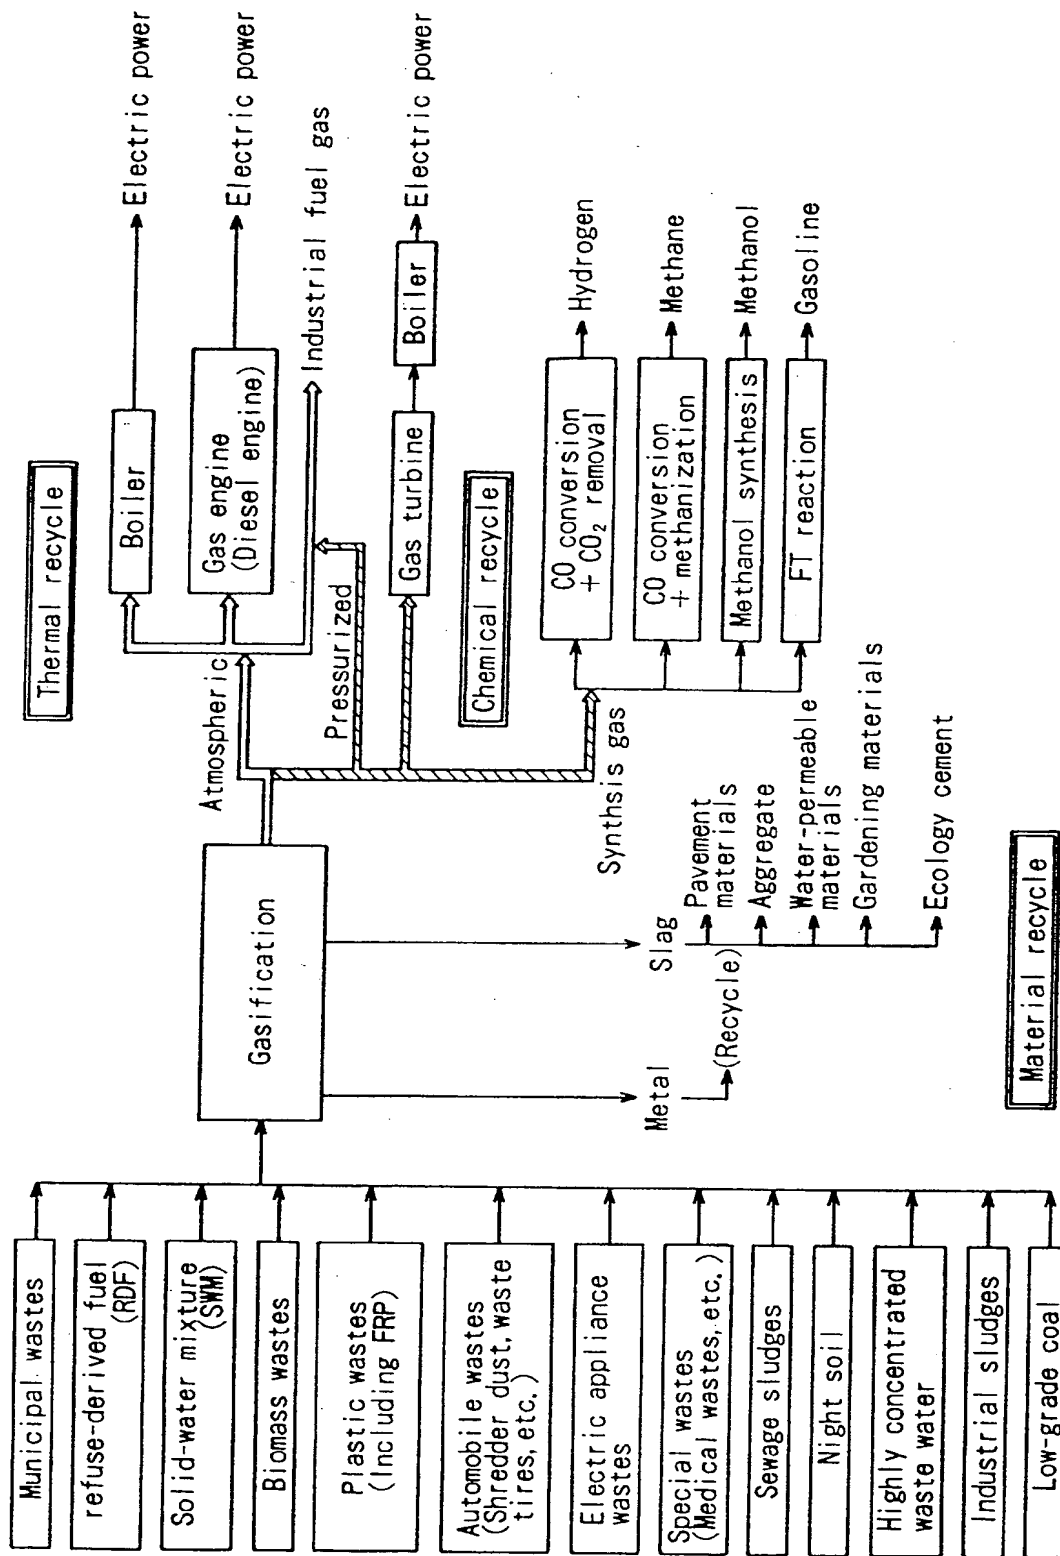 Municipal wastes
refuse-derived fuel
(RDF)
Solid-water mixture
(SWM)
Biomass wastes
Plastic wastes
(Including FRP)
Automobile wastes
(Shredder dust, waste
tires, etc.)
Electric appliance
wastes
Special wastes
(Medical wastes, etc.)
Sewage sludges
Night soil
Highly concentrated
waste water
Industrial sludges
Low-grade coal
Gasification
Metal
(Recycle)
Slag
Pavement
materials
Aggregate
Water-permeable
materials
Gardening materials
Ecology cement
Material recycle
Atmospheric
Pressurized
Synthsis gas
Thermal recycle
Boiler
Electric power
Gas engine
(Diesel engine)
Electric power
Industrial fuel gas
Gas turbine
Boiler
Electric power
Chemical recycle
CO conversion
+ CO₂ removal
Hydrogen
CO conversion
+ methanization
Methane
Methanol synthesis
Methanol
FT reaction
Gasoline